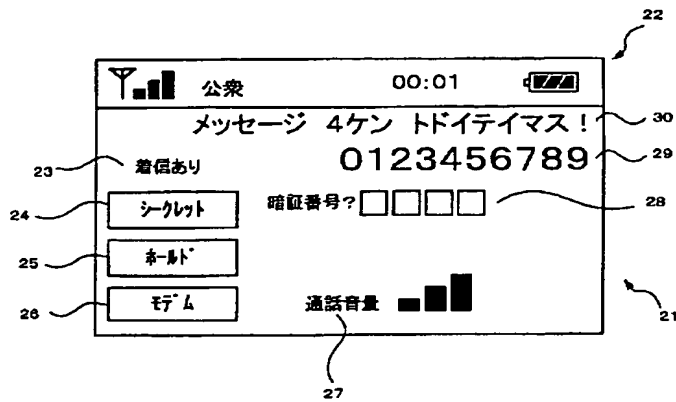 22
公衆 00:01
メッセージ 4ケン トドイテイマス! 30
23 着信あり 0123456789 29
24 シークレット 暗証番号? 28
25 ホールド
26 モデム 通話音量 21
27